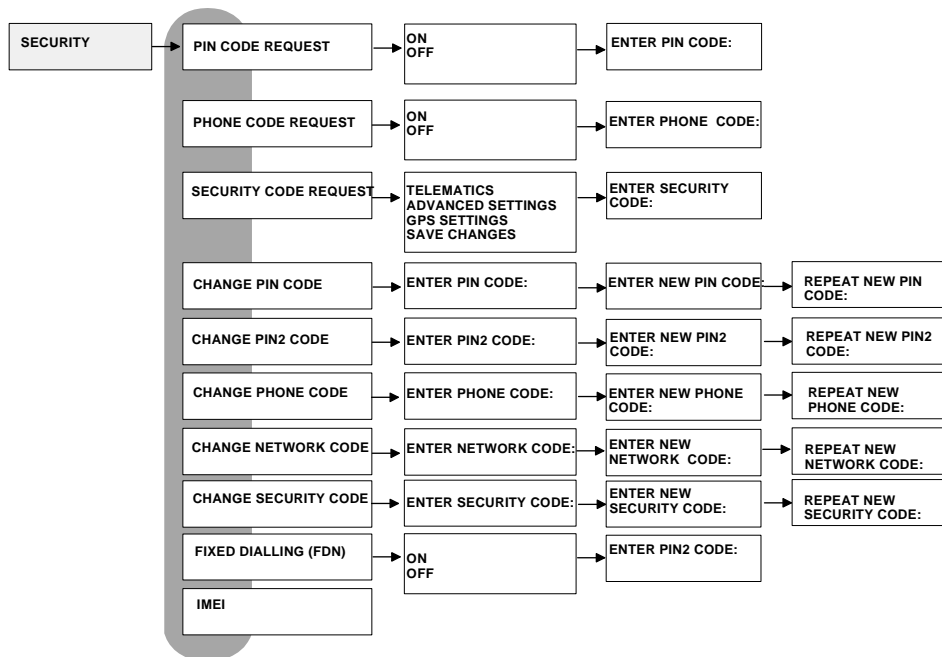 SECURITY
PIN CODE REQUEST
ON
OFF
ENTER PIN CODE:
PHONE CODE REQUEST
ON
OFF
ENTER PHONE CODE:
SECURITY CODE REQUEST
TELEMATICS
ADVANCED SETTINGS
GPS SETTINGS
SAVE CHANGES
ENTER SECURITY
CODE:
CHANGE PIN CODE
ENTER PIN CODE:
ENTER NEW PIN CODE:
REPEAT NEW PIN
CODE:
CHANGE PIN2 CODE
ENTER PIN2 CODE:
ENTER NEW PIN2
CODE:
REPEAT NEW PIN2
CODE:
CHANGE PHONE CODE
ENTER PHONE CODE:
ENTER NEW PHONE
CODE:
REPEAT NEW
PHONE CODE:
CHANGE NETWORK CODE
ENTER NETWORK CODE:
ENTER NEW
NETWORK CODE:
REPEAT NEW
NETWORK CODE:
CHANGE SECURITY CODE
ENTER SECURITY CODE:
ENTER NEW
SECURITY CODE:
REPEAT NEW
SECURITY CODE:
FIXED DIALLING (FDN)
ON
OFF
ENTER PIN2 CODE:
IMEI